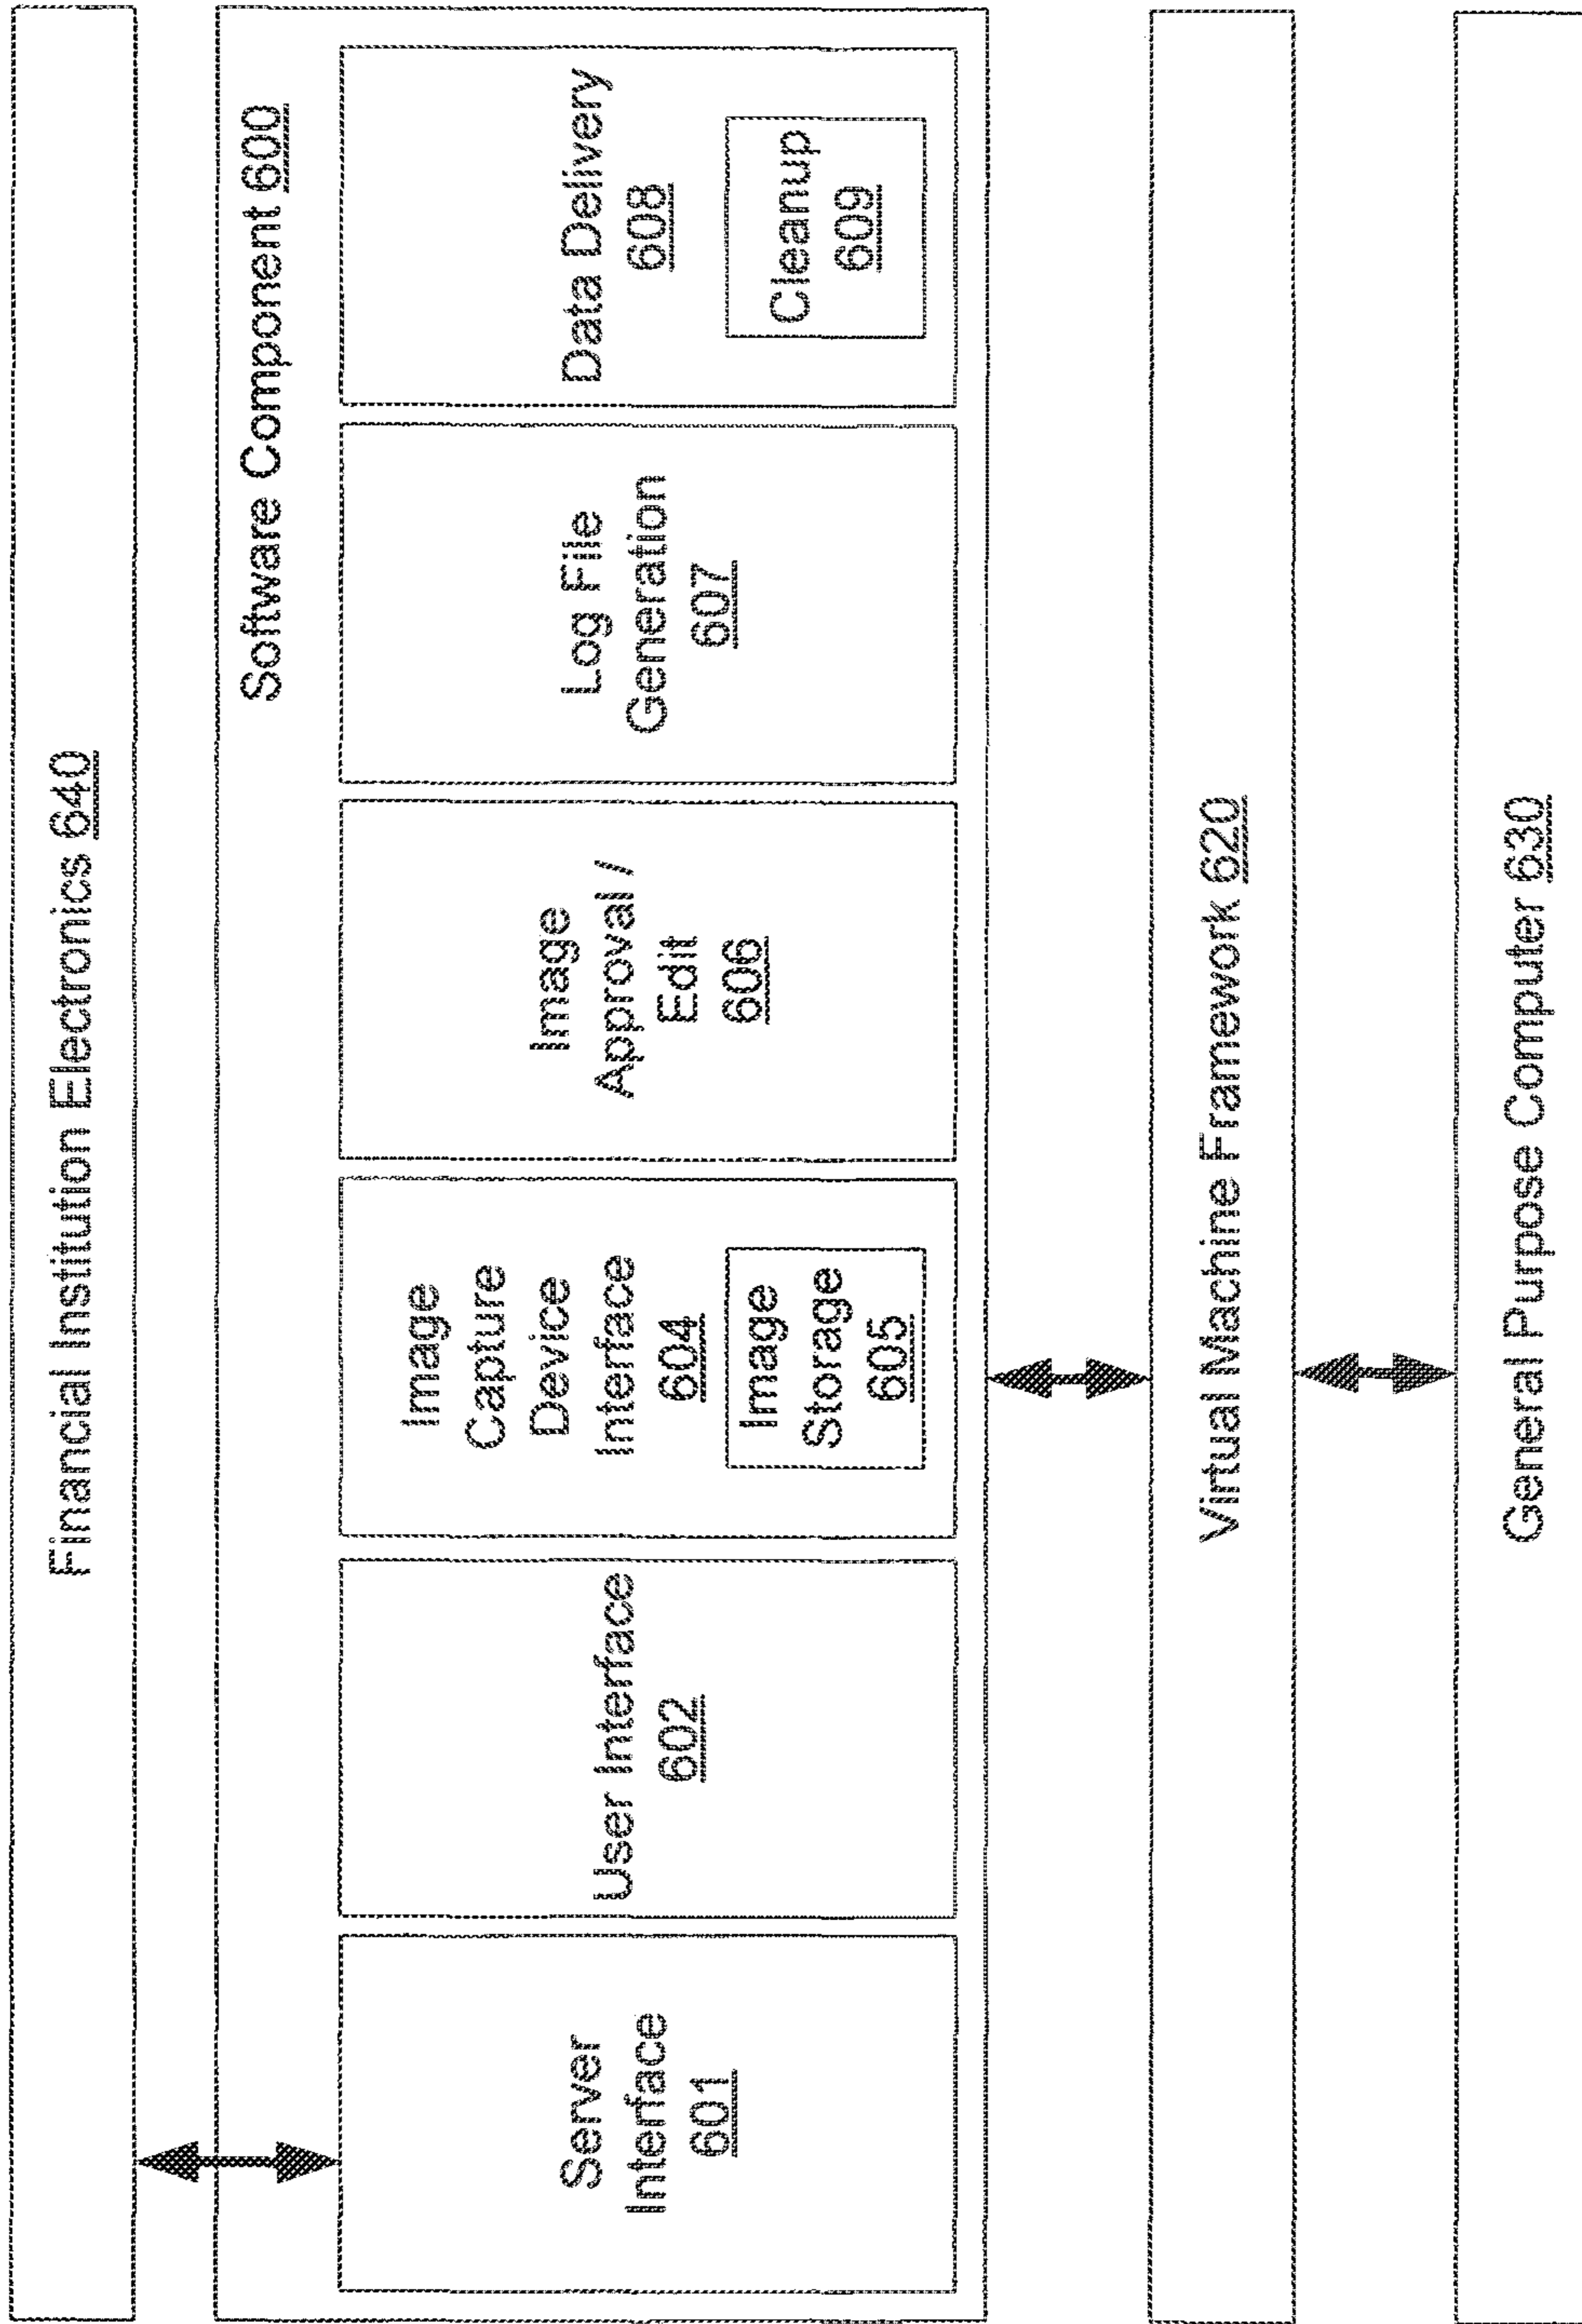 Financial Institution Electronics 640
Software Component 600
Server
Interface
601
User Interface
602
Image
Capture
Device
Interface
604
Image
Storage
605
Image
Approval /
Edit
606
Log File
Generation
607
Data Delivery
608
Cleanup
609
Virtual Machine Framework 620
General Purpose Computer 630